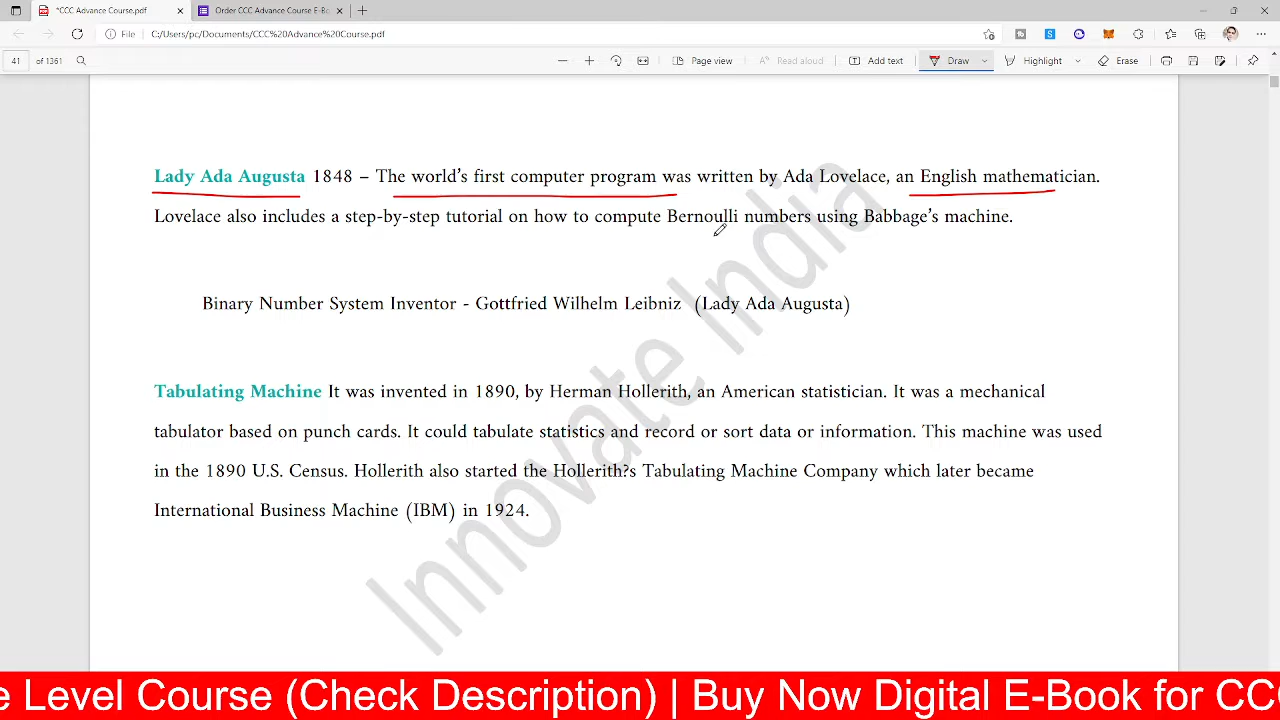 *CCC Advance Course.pdf
Order CCC Advance Course E-Bo
File
C:/Users/pc/Documents/CCC%20Advance%20Course.pdf
41 of 1361
Page view
Read aloud
Add text
Draw
Highlight
Erase
Lady Ada Augusta 1848 – The world's first computer program was written by Ada Lovelace, an English mathematician.
Lovelace also includes a step-by-step tutorial on how to compute Bernoulli numbers using Babbage's machine.
Binary Number System Inventor - Gottfried Wilhelm Leibniz (Lady Ada Augusta)
Tabulating Machine It was invented in 1890, by Herman Hollerith, an American statistician. It was a mechanical
tabulator based on punch cards. It could tabulate statistics and record or sort data or information. This machine was used
in the 1890 U.S. Census. Hollerith also started the Hollerith?s Tabulating Machine Company which later became
International Business Machine (IBM) in 1924.
Innovate India
e Level Course (Check Description) | Buy Now Digital E-Book for CC